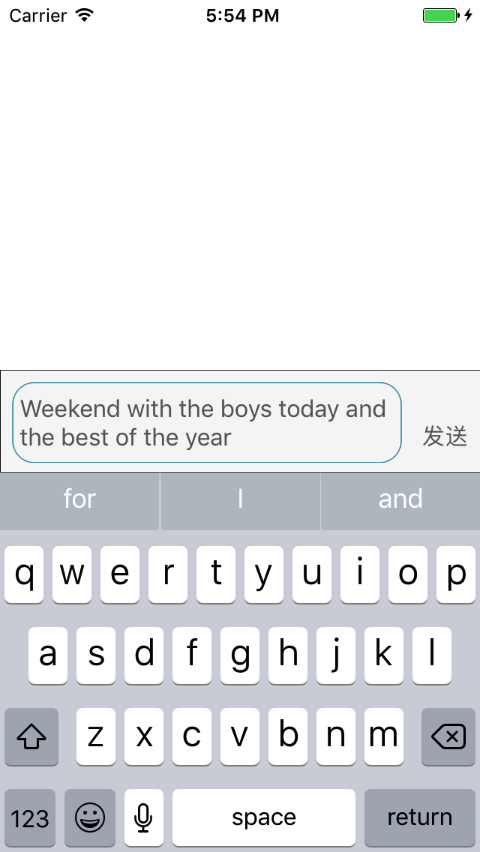 Carrier 5:54 PM
Weekend with the boys today and
the best of the year
发送
for I and
q w e r t y u i o p
a s d f g h j k l
z x c v b n m
123 space return